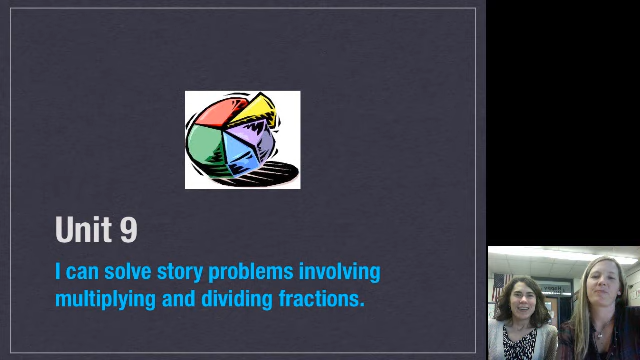 Unit 9
I can solve story problems involving
multiplying and dividing fractions.